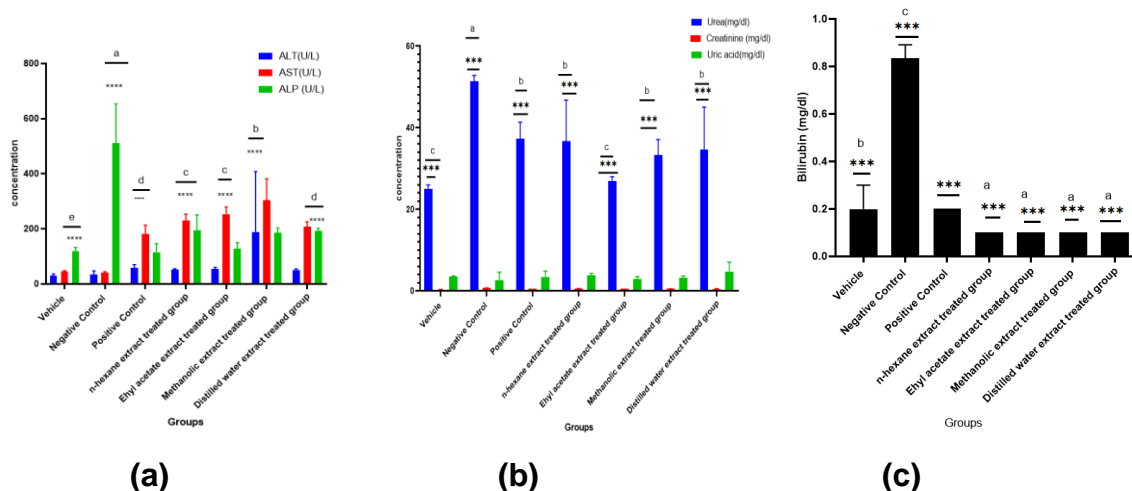 ALT(U/L)
AST(U/L)
ALP (U/L)
concentration
800
600
400
200
0
e
****
a
****
d
****
c
****
c
****
b
****
d
****
Vehicle
Negative Control
Positive Control
n-hexane extract treated group
Ehyl acetate extract treated group
Methanolic extract treated group
Distilled water extract treated group
Groups
(a)
Urea(mg/dl)
Creatinine (mg/dl)
Uric acid(mg/dl)
concentration
60
40
20
0
c
***
a
***
b
***
b
***
c
***
b
***
b
***
Vehicle
Negative Control
Positive Control
n-hexane extract treated group
Ehyl acetate extract treated group
Methanolic extract treated group
Distilled water extract treated group
Groups
(b)
Bilirubin (mg/dl)
1.0
0.8
0.6
0.4
0.2
0.0
b
***
c
***
***
a
***
a
***
a
***
a
***
Vehicle
Negative Control
Positive Control
n-hexane extract treated group
Ehyl acetate extract treated group
Methanolic extract treated group
Distilled water extract treated group
Groups
(c)